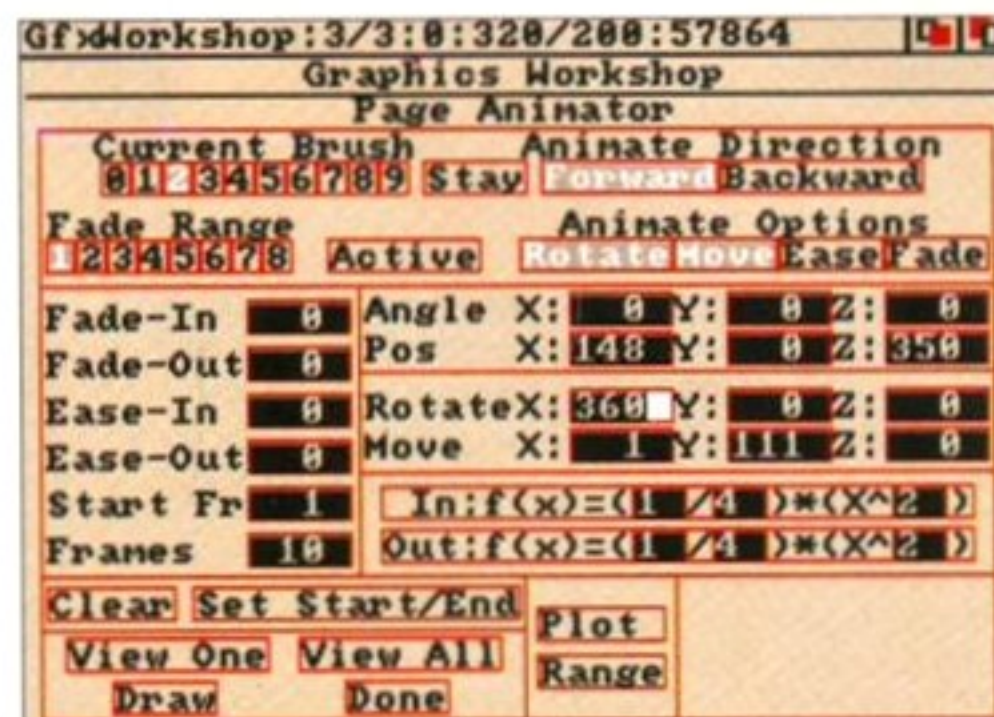 GfxWorkshop:3/3:0:320/200:57864
Graphics Workshop
Page Animator
Current Brush Animate Direction
0 1 2 3 4 5 6 7 8 9 Stay Forward Backward
Fade Range Animate Options
1 2 3 4 5 6 7 8 Active Rotate Move Ease Fade
Fade-In 0 Angle X: 0 Y: 0 Z: 0
Fade-Out 0 Pos X: 148 Y: 0 Z: 350
Ease-In 0 Rotate X: 360 Y: 0 Z: 0
Ease-Out 0 Move X: 1 Y: 111 Z: 0
Start Fr 1 In:f(x)=(1 /4 )*(X^2 )
Frames 10 Out:f(x)=(1 /4 )*(X^2 )
Clear Set Start/End Plot
View One View All Range
Draw Done